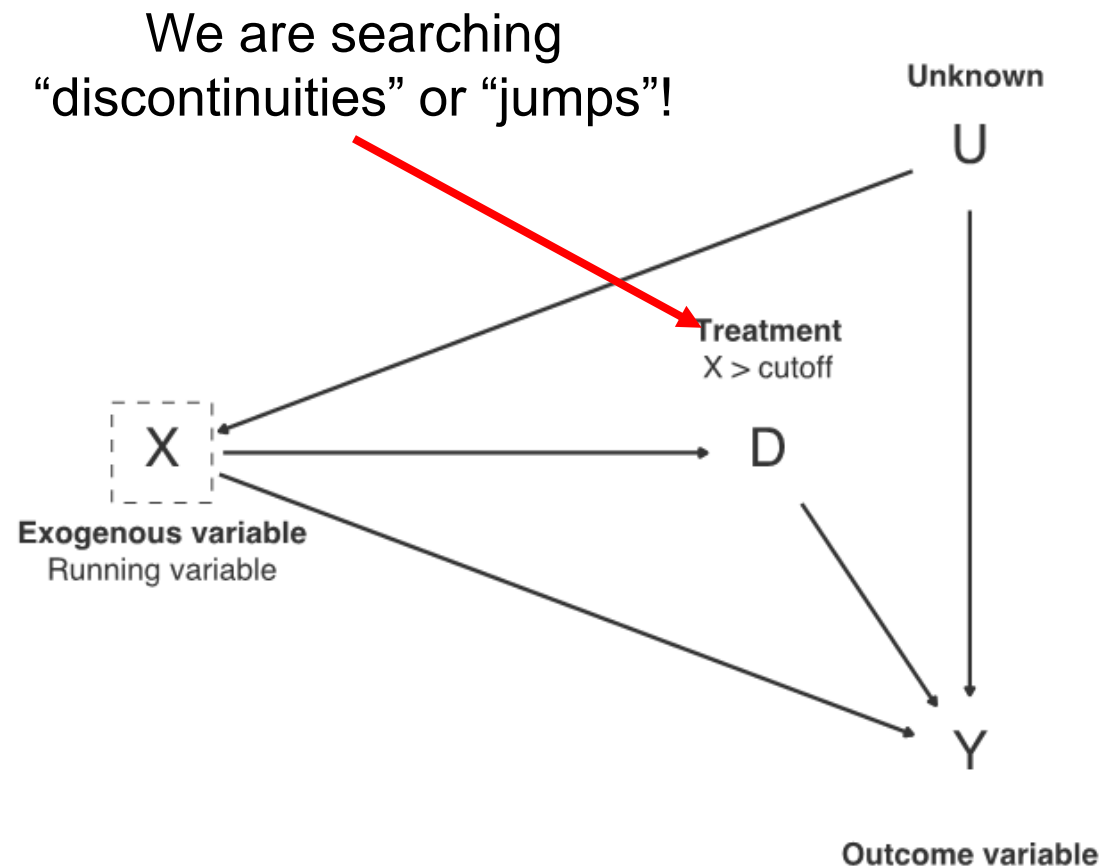 We are searching
“discontinuities” or “jumps”!
Unknown
U
Treatment
X > cutoff
X
D
Exogenous variable
Running variable
Y
Outcome variable